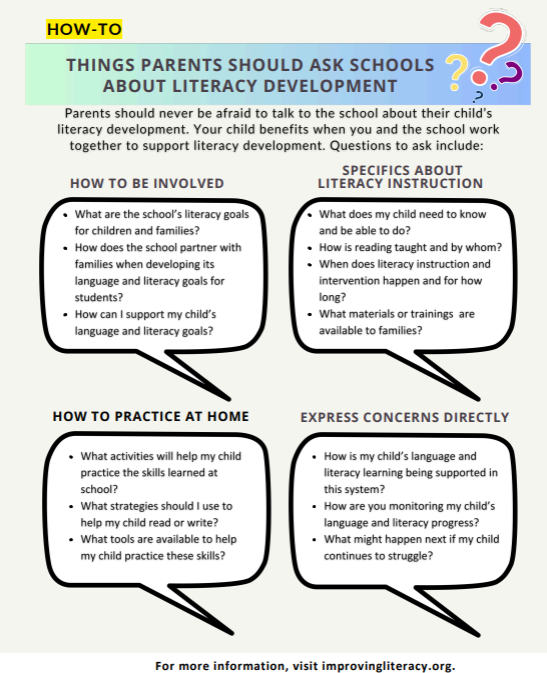 HOW-TO
THINGS PARENTS SHOULD ASK SCHOOLS
ABOUT LITERACY DEVELOPMENT
Parents should never be afraid to talk to the school about their child's
literacy development. Your child benefits when you and the school work
together to support literacy development. Questions to ask include:
HOW TO BE INVOLVED
• What are the school's literacy goals
for children and families?
• How does the school partner with
families when developing its
language and literacy goals for
students?
• How can I support my child's
language and literacy goals?
SPECIFICS ABOUT
LITERACY INSTRUCTION
• What does my child need to know
and be able to do?
• How is reading taught and by whom?
• When does literacy instruction and
intervention happen and for how
long?
• What materials or trainings are
available to families?
HOW TO PRACTICE AT HOME
• What activities will help my child
practice the skills learned at
school?
• What strategies should I use to
help my child read or write?
• What tools are available to help
my child practice these skills?
EXPRESS CONCERNS DIRECTLY
• How is my child's language and
literacy learning being supported in
this system?
• How are you monitoring my child's
language and literacy progress?
• What might happen next if my child
continues to struggle?
For more information, visit improvingliteracy.org.